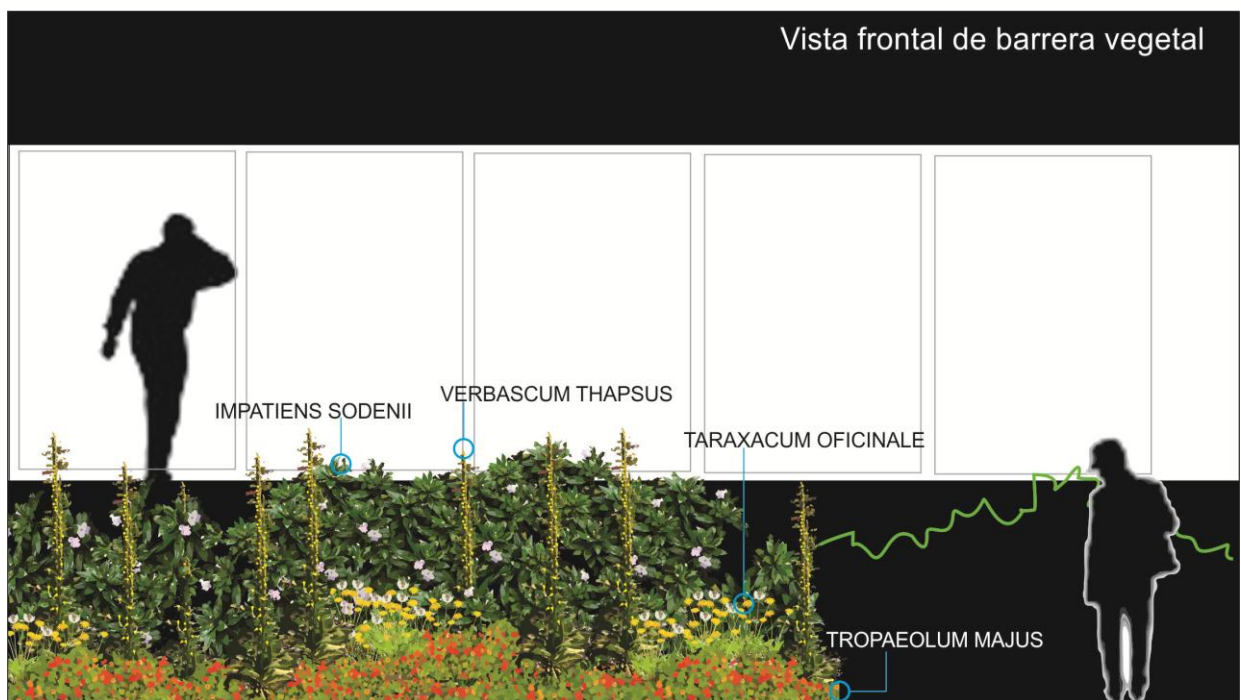 Vista frontal de barrera vegetal
VERBASCUM THAPSUS
IMPATIENS SODENII
TARAXACUM OFICINALE
TROPAEOLUM MAJUS